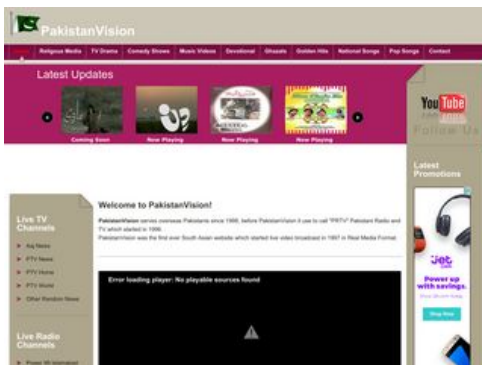 PakistanVision
Religious Media TV Drama Comedy Shows Music Videos Devotional Ghazals Golden Hits National Songs Pop Songs Contact
Latest Updates
Coming Soon Now Playing Now Playing Now Playing
You Tube
Follow Us
Latest
Promotions
Welcome to PakistanVision!
PakistanVision serves overseas Pakistanis since 1986, before PakistanVision it use to call "PRTV" Pakistani Radio and
TV which started in 1986.
PakistanVision was the first ever South Asian website which started live video broadcast in 1997 in Real Media Format.
Live TV
Channels
Aaj News
PTV News
PTV Home
PTV World
Other Random News
Live Radio
Channels
Error loading player: No playable sources found
Jet
Power up
with savings.
Shop Now